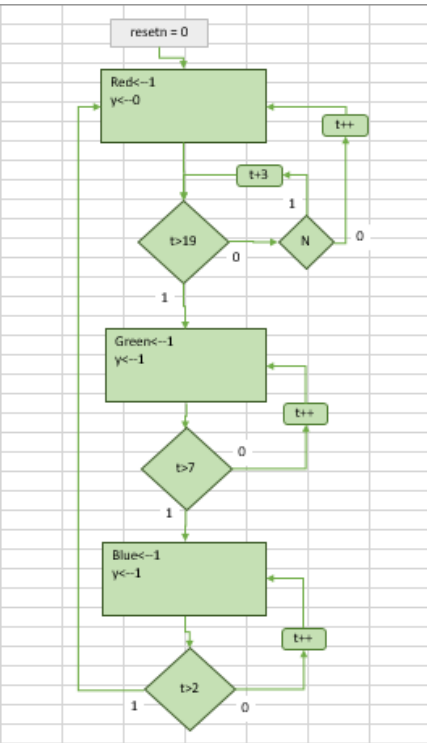 resetn = 0
Red<--1
y<--0
t++
t+3
1
t>19
N
0
0
1
Green<--1
y<--1
t++
0
t>7
1
Blue<--1
y<--1
t++
t>2
1
0